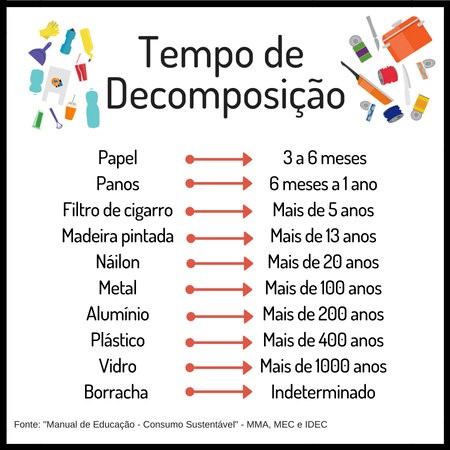 Tempo de
Decomposição
Papel 3 a 6 meses
Panos 6 meses a 1 ano
Filtro de cigarro Mais de 5 anos
Madeira pintada Mais de 13 anos
Náilon Mais de 20 anos
Metal Mais de 100 anos
Alumínio Mais de 200 anos
Plástico Mais de 400 anos
Vidro Mais de 1000 anos
Borracha Indeterminado
Fonte: "Manual de Educação - Consumo Sustentável" - MMA, MEC e IDEC